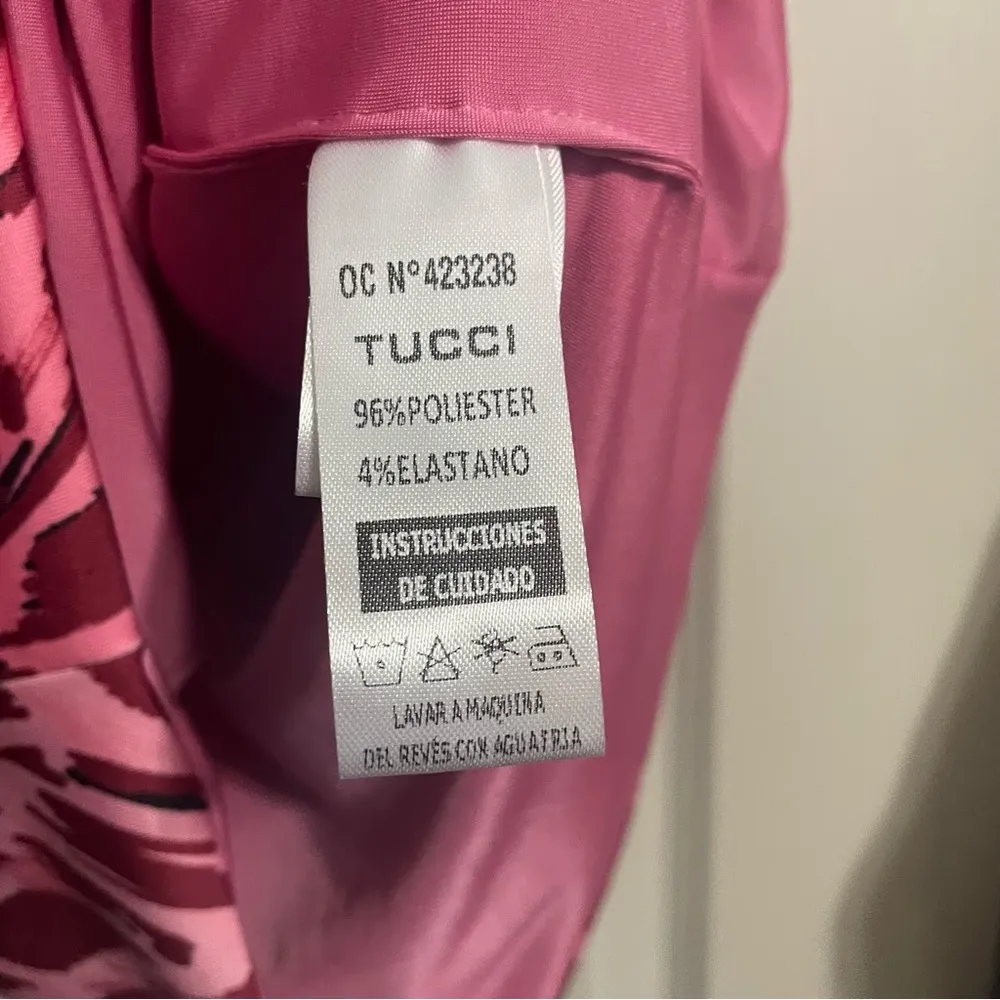 OC N°423238
TUCCI
96%POLIESTER
4%ELASTANO
INSTRUCCIONES
DE CUIDADO
LAVAR A MAQUINA
DEL REVÉS CON AGUA FRIA